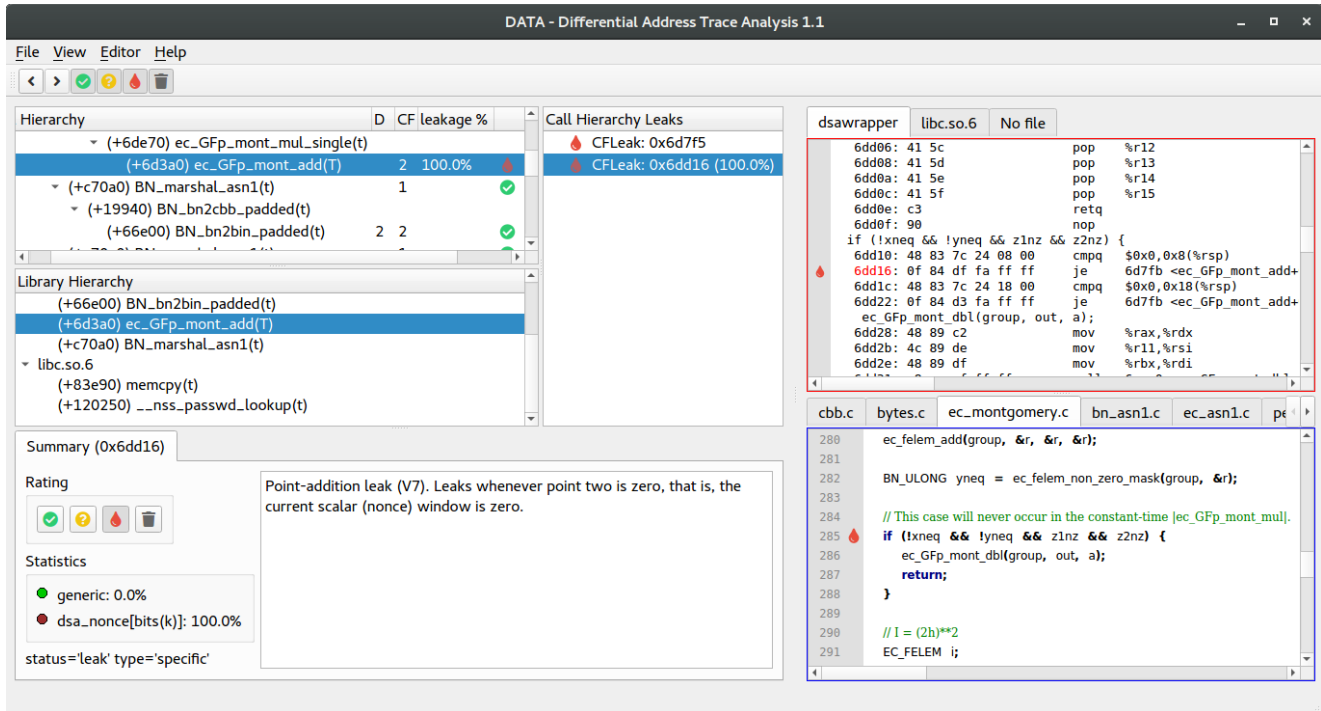 DATA - Differential Address Trace Analysis 1.1
File View Editor Help
Hierarchy D CF leakage %
(+6de70) ec_GFp_mont_mul_single(t)
(+6d3a0) ec_GFp_mont_add(T) 2 100.0%
(+c70a0) BN_marshal_asn1(t) 1
(+19940) BN_bn2cbb_padded(t)
(+66e00) BN_bn2bin_padded(t) 2 2
Call Hierarchy Leaks
CFLeak: 0x6d7f5
CFLeak: 0x6dd16 (100.0%)
Library Hierarchy
(+66e00) BN_bn2bin_padded(t)
(+6d3a0) ec_GFp_mont_add(T)
(+c70a0) BN_marshal_asn1(t)
libc.so.6
(+83e90) memcpy(t)
(+120250) __nss_passwd_lookup(t)
Summary (0x6dd16)
Rating
Statistics
generic: 0.0%
dsa_nonce[bits(k)]: 100.0%
status='leak' type='specific'
Point-addition leak (V7). Leaks whenever point two is zero, that is, the
current scalar (nonce) window is zero.
dsawrapper libc.so.6 No file
6dd06: 41 5c pop %r12
6dd08: 41 5d pop %r13
6dd0a: 41 5e pop %r14
6dd0c: 41 5f pop %r15
6dd0e: c3 retq
6dd0f: 90 nop
if (!xneq && !yneq && z1nz && z2nz) {
6dd10: 48 83 7c 24 08 00 cmpq $0x0,0x8(%rsp)
6dd16: 0f 84 df fa ff ff je 6d7fb <ec_GFp_mont_add+
6dd1c: 48 83 7c 24 18 00 cmpq $0x0,0x18(%rsp)
6dd22: 0f 84 d3 fa ff ff je 6d7fb <ec_GFp_mont_add+
ec_GFp_mont_dbl(group, out, a);
6dd28: 48 89 c2 mov %rax,%rdx
6dd2b: 4c 89 de mov %r11,%rsi
6dd2e: 48 89 df mov %rbx,%rdi
cbb.c bytes.c ec_montgomery.c bn_asn1.c ec_asn1.c pe
280 ec_felem_add(group, &r, &r, &r);
281
282 BN_ULONG yneq = ec_felem_non_zero_mask(group, &r);
283
284 // This case will never occur in the constant-time |ec_GFp_mont_mul|.
285 if (!xneq && !yneq && z1nz && z2nz) {
286 ec_GFp_mont_dbl(group, out, a);
287 return;
288 }
289
290 // I = (2h)**2
291 EC_FELEM i;